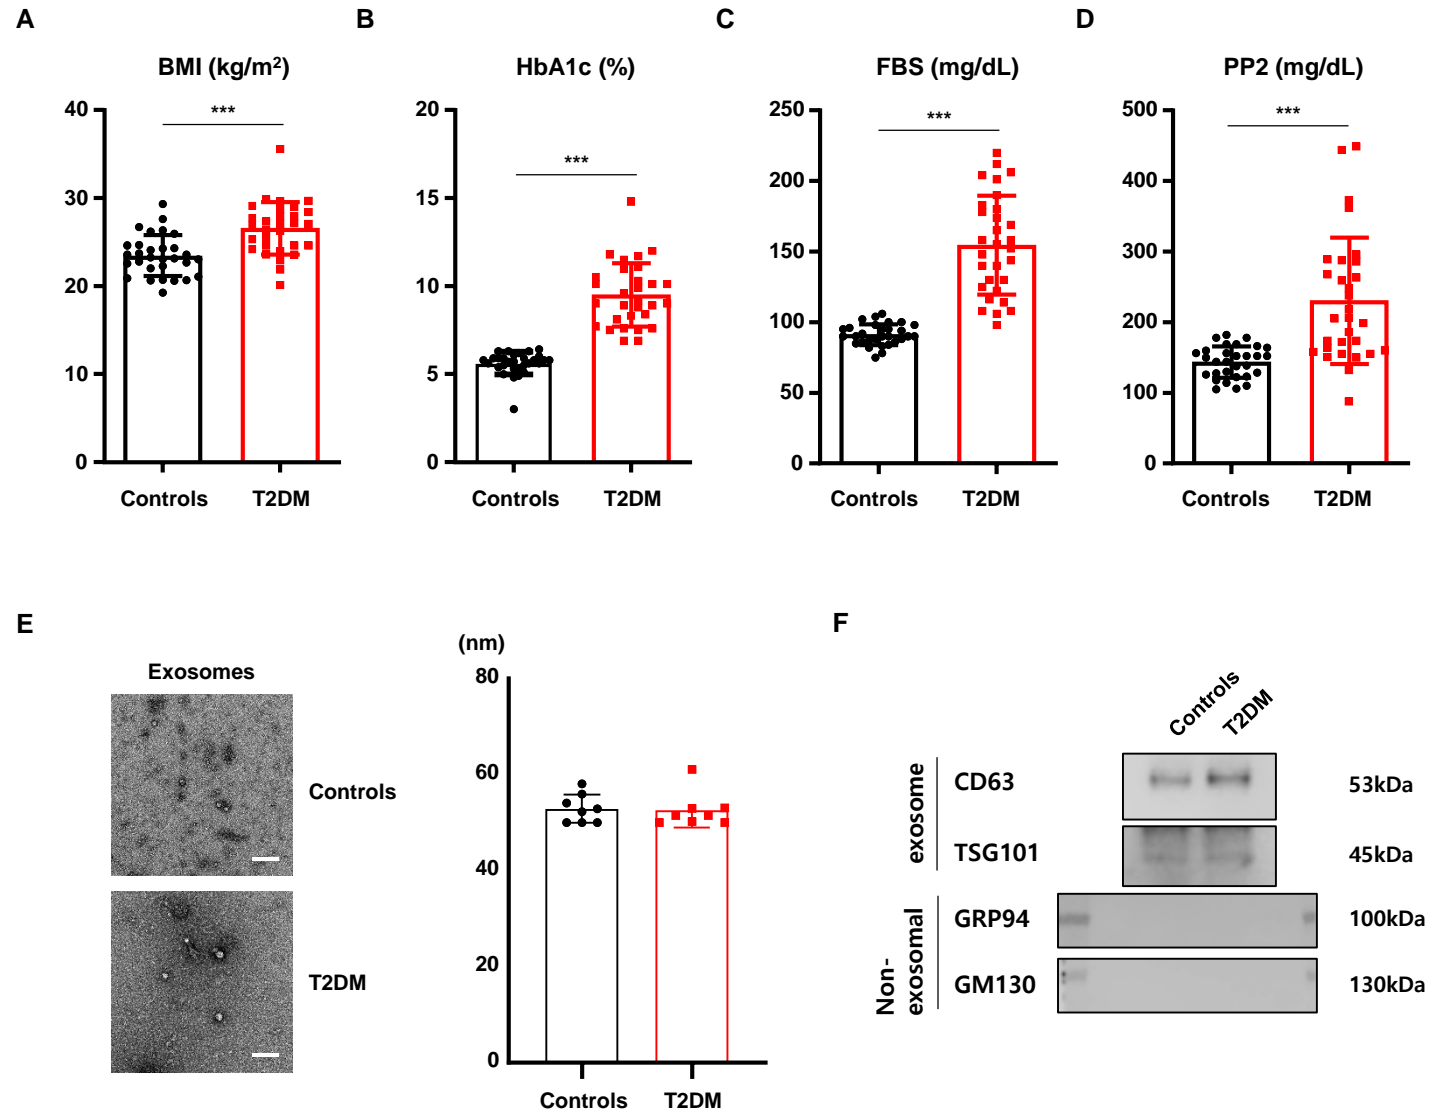 A
B
C
D
BMI (kg/m²)
HbA1c (%)
FBS (mg/dL)
PP2 (mg/dL)
40
30
20
10
0
***
Controls
T2DM
20
15
10
5
0
***
Controls
T2DM
250
200
150
100
50
0
***
Controls
T2DM
500
400
300
200
100
0
***
Controls
T2DM
E
Exosomes
Controls
T2DM
(nm)
80
60
40
20
0
Controls
T2DM
F
Controls
T2DM
exosome
CD63
53kDa
TSG101
45kDa
Non-
exosomal
GRP94
100kDa
GM130
130kDa